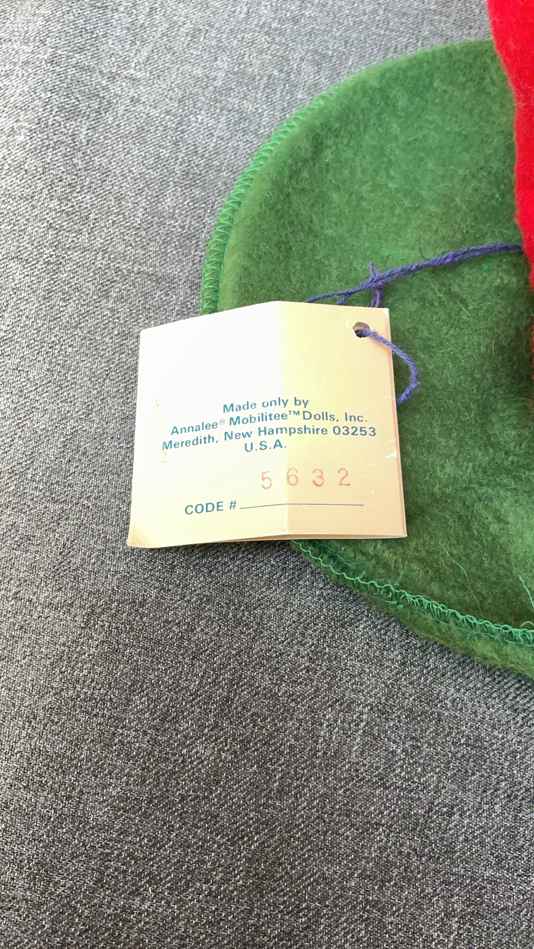 Made only by
Annalee® Mobilitee™ Dolls, Inc.
Meredith, New Hampshire 03253
U.S.A.
5632
CODE #